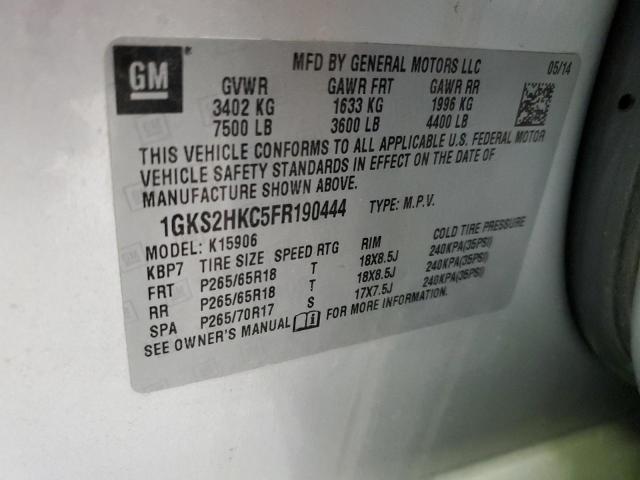 GM
MFD BY GENERAL MOTORS LLC 05/14
GVWR GAWR FRT GAWR RR
3402 KG 1633 KG 1996 KG
7500 LB 3600 LB 4400 LB
THIS VEHICLE CONFORMS TO ALL APPLICABLE U.S. FEDERAL MOTOR
VEHICLE SAFETY STANDARDS IN EFFECT ON THE DATE OF
MANUFACTURE SHOWN ABOVE.
1GKS2HKC5FR190444 TYPE: M.P.V.
MODEL: K15906
KBP7 TIRE SIZE SPEED RTG RIM COLD TIRE PRESSURE
FRT P265/65R18 T 18X8.5J 240KPA(35PSI)
RR P265/65R18 T 18X8.5J 240KPA(35PSI)
SPA P265/70R17 S 17X7.5J 240KPA(35PSI)
SEE OWNER'S MANUAL FOR MORE INFORMATION.